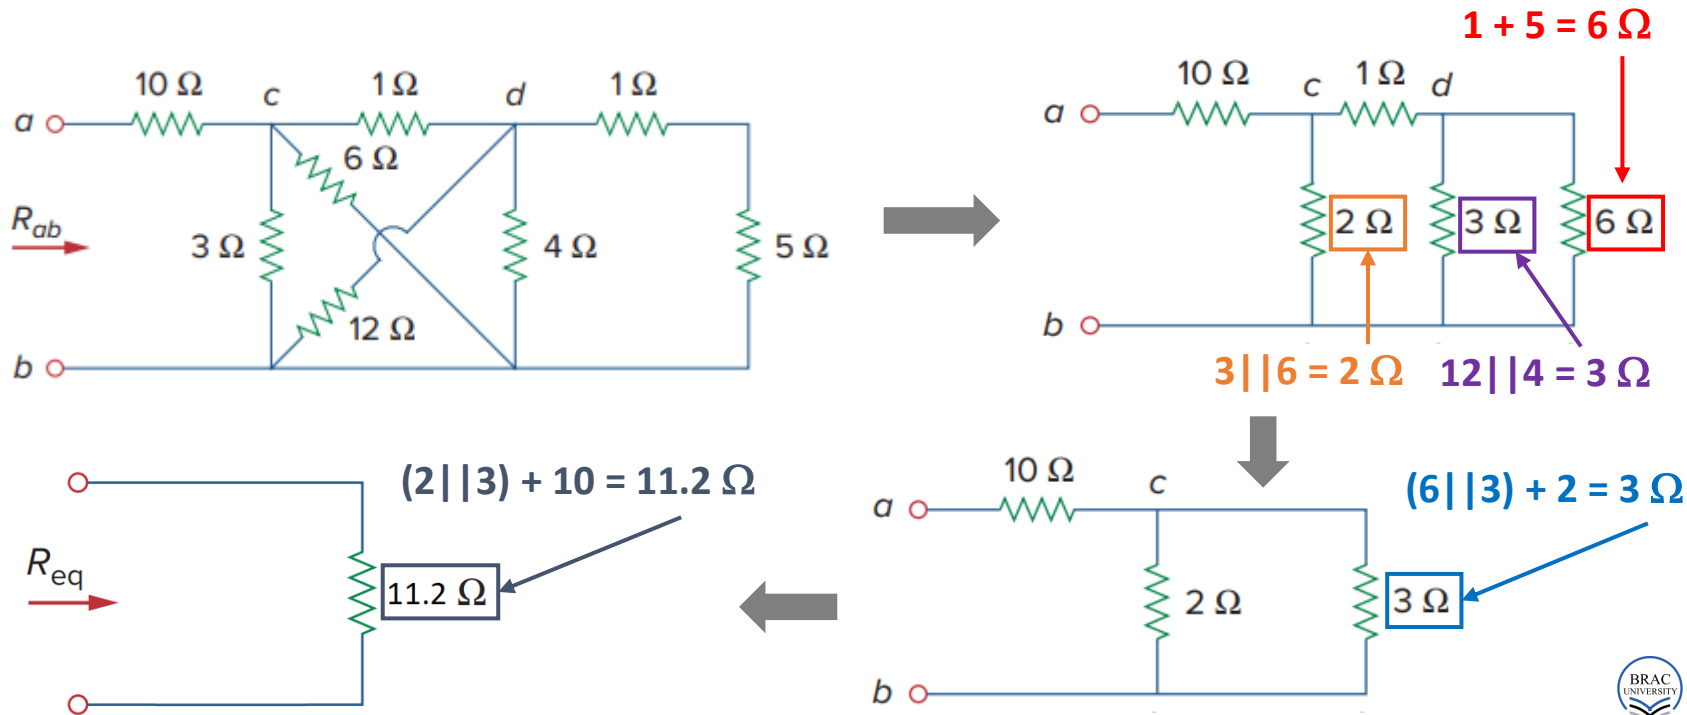 1 + 5 = 6 Ω
10 Ω
c
1 Ω
d
1 Ω
a
6 Ω
R_ab
3 Ω
4 Ω
5 Ω
12 Ω
b
10 Ω
c
1 Ω
d
a
2 Ω
3 Ω
6 Ω
b
3||6 = 2 Ω
12||4 = 3 Ω
(2||3) + 10 = 11.2 Ω
R_eq
11.2 Ω
10 Ω
c
a
(6||3) + 2 = 3 Ω
2 Ω
3 Ω
b
BRAC
UNIVERSITY